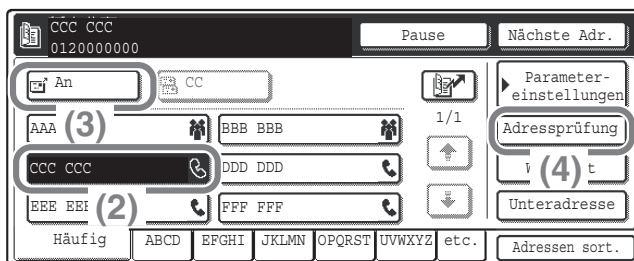 CCC CCC
0120000000
Pause
Nächste Adr.
An
CC
Parameter-
einstellungen
1/1
AAA
(3)
BBB BBB
Adressprüfung
CCC CCC
DDD DDD
(4)
t
EEE EEE
(2)
FFF FFF
Unteradresse
Häufig
ABCD
EFGHI
JKLMN
OPQRST
UVWXYZ
etc.
Adressen sort.